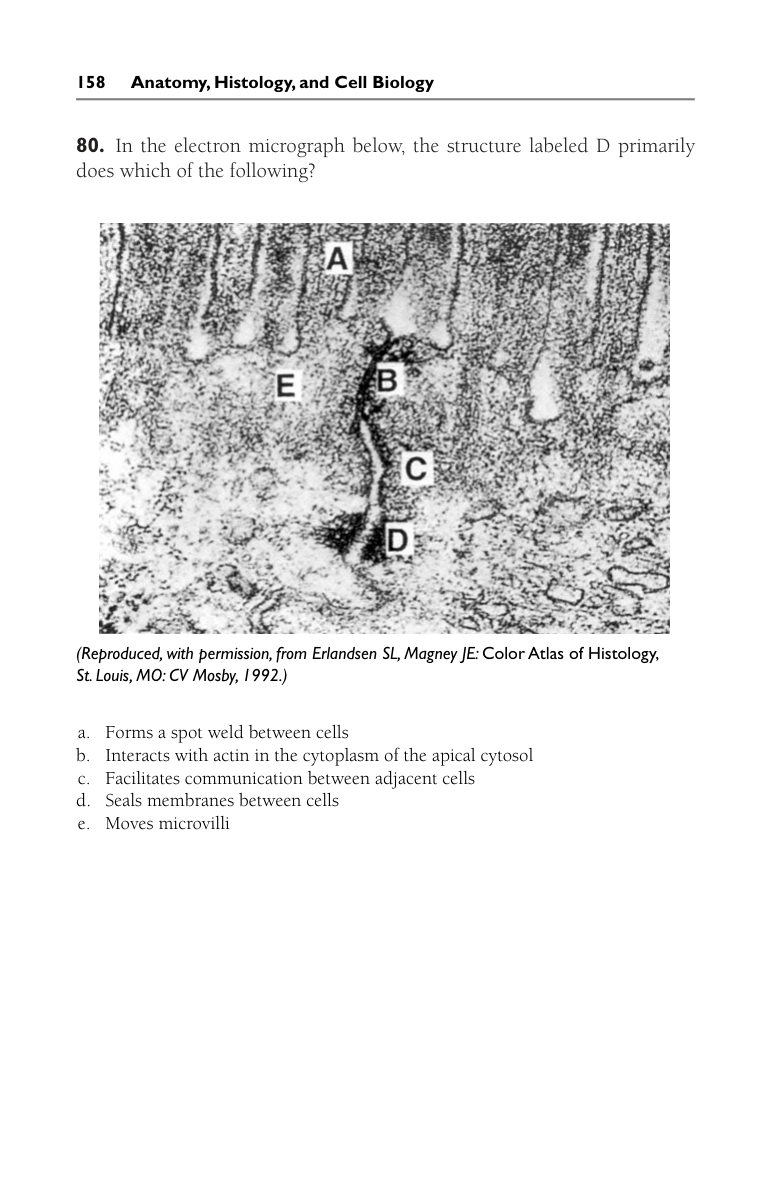 158 Anatomy, Histology, and Cell Biology
80. In the electron micrograph below, the structure labeled D primarily
does which of the following?
A
B
E
C
D
(Reproduced, with permission, from Erlandsen SL, Magney JE: Color Atlas of Histology,
St. Louis, MO: CV Mosby, 1992.)
a. Forms a spot weld between cells
b. Interacts with actin in the cytoplasm of the apical cytosol
c. Facilitates communication between adjacent cells
d. Seals membranes between cells
e. Moves microvilli